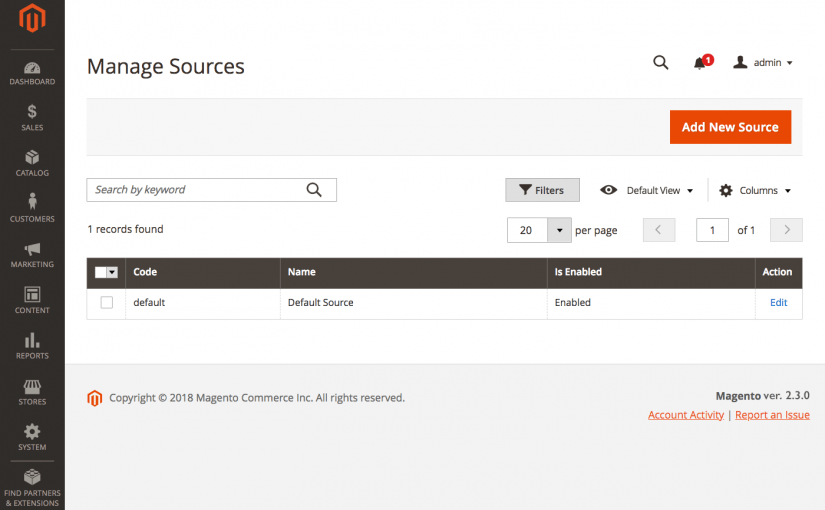 Manage Sources
1
admin
DASHBOARD
SALES
CATALOG
CUSTOMERS
MARKETING
CONTENT
REPORTS
STORES
SYSTEM
FIND PARTNERS
& EXTENSIONS
Add New Source
Search by keyword
Filters
Default View
Columns
1 records found
20
per page
1
of 1
Code Name Is Enabled Action
default Default Source Enabled Edit
Copyright © 2018 Magento Commerce Inc. All rights reserved.
Magento ver. 2.3.0
Account Activity | Report an Issue